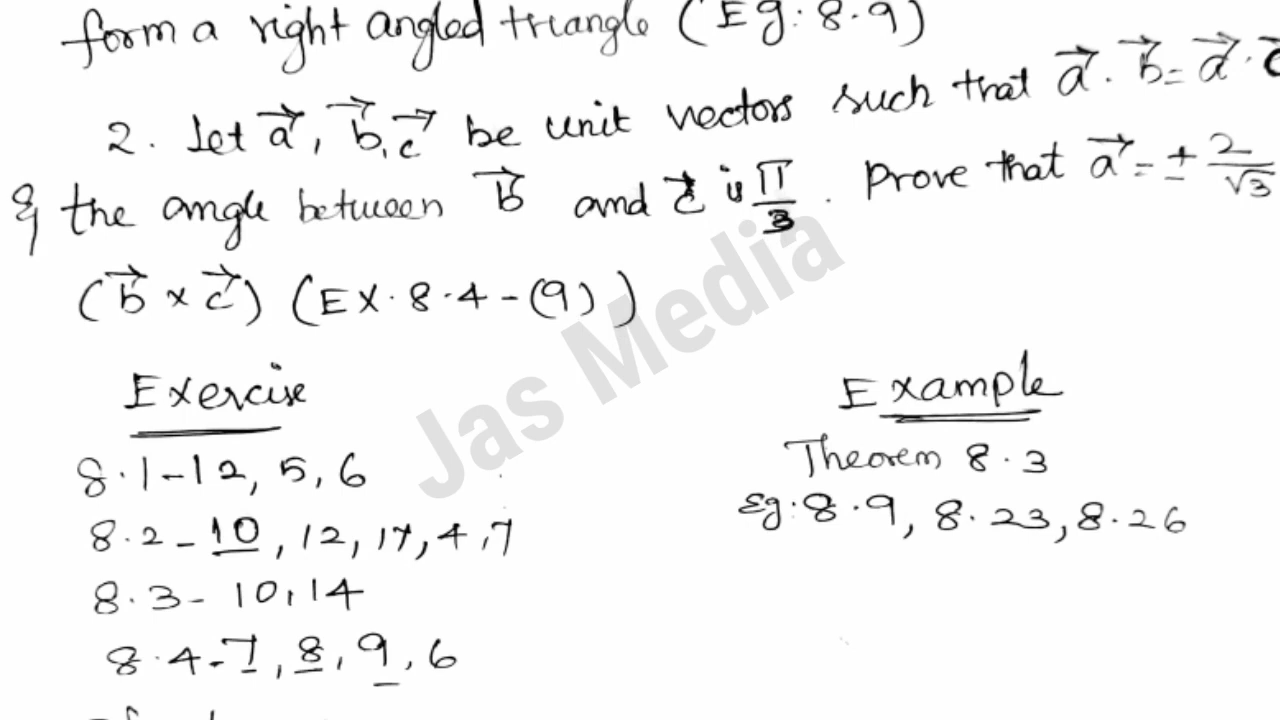 form a right angled triangle (Eg: 8.9)
2. Let a⃗, b⃗, c⃗ be unit vectors such that a⃗ . b⃗ = a⃗ . c⃗
& the angle between b⃗ and c⃗ is π/3 . Prove that a⃗ = ± 2/√3
(b⃗ × c⃗) (EX. 8.4 - (9))
Jas Media
Exercise
8.1 - 12, 5, 6
8.2 - 10, 12, 17, 4, 7
8.3 - 10, 14
8.4 - 7, 8, 9, 6
Example
Theorem 8.3
Eg: 8.9, 8.23, 8.26